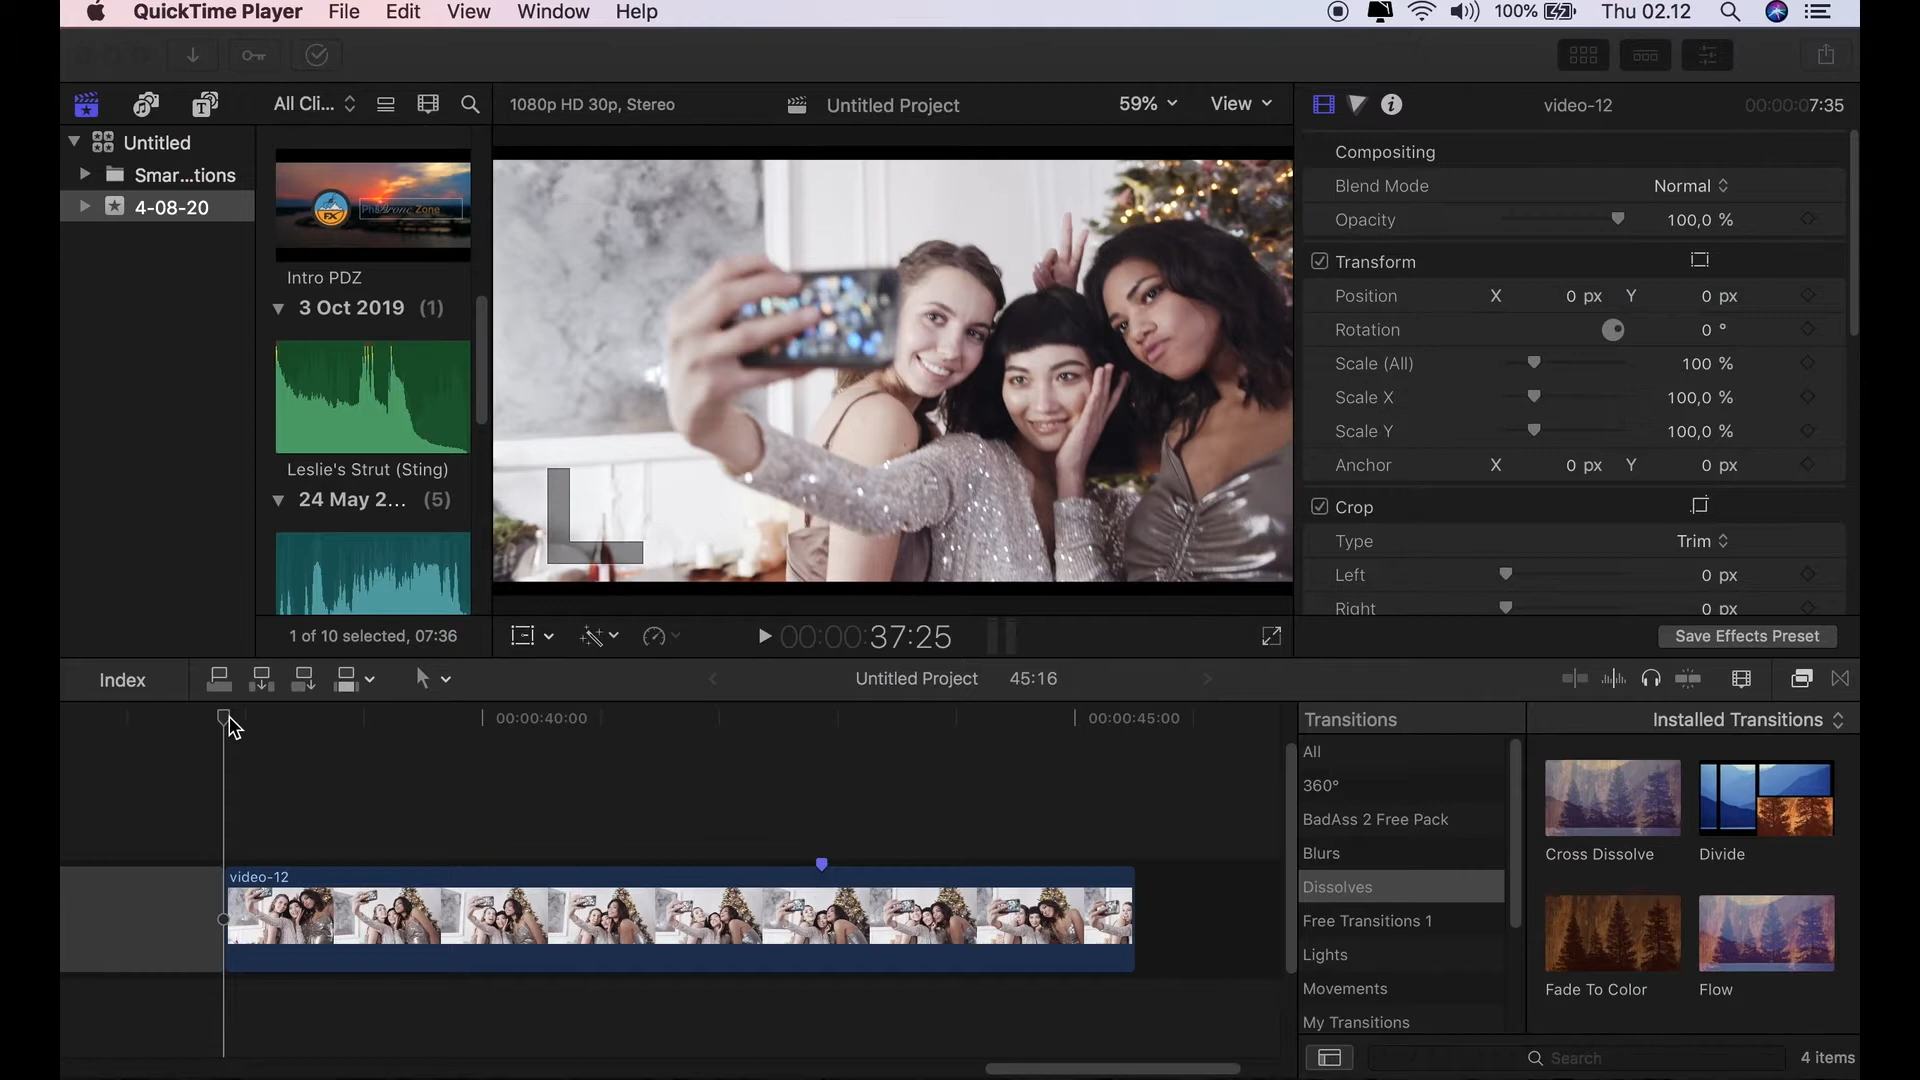 QuickTime Player File Edit View Window Help 100% Thu 02.12
All Cli... 1080p HD 30p, Stereo Untitled Project 59% View video-12 00:00:07:35
Untitled
Smar...tions
4-08-20
Intro PDZ
3 Oct 2019 (1)
Leslie's Strut (Sting)
24 May 2... (5)
1 of 10 selected, 07:36
00:00:37:25
Compositing
Blend Mode Normal
Opacity 100,0 %
Transform
Position X 0 px Y 0 px
Rotation 0 °
Scale (All) 100 %
Scale X 100,0 %
Scale Y 100,0 %
Anchor X 0 px Y 0 px
Crop
Type Trim
Left 0 px
Right 0 px
Save Effects Preset
Index Untitled Project 45:16
00:00:40:00 00:00:45:00
video-12
Transitions Installed Transitions
All
360°
BadAss 2 Free Pack
Blurs
Dissolves
Free Transitions 1
Lights
Movements
My Transitions
Cross Dissolve Divide
Fade To Color Flow
Search 4 items